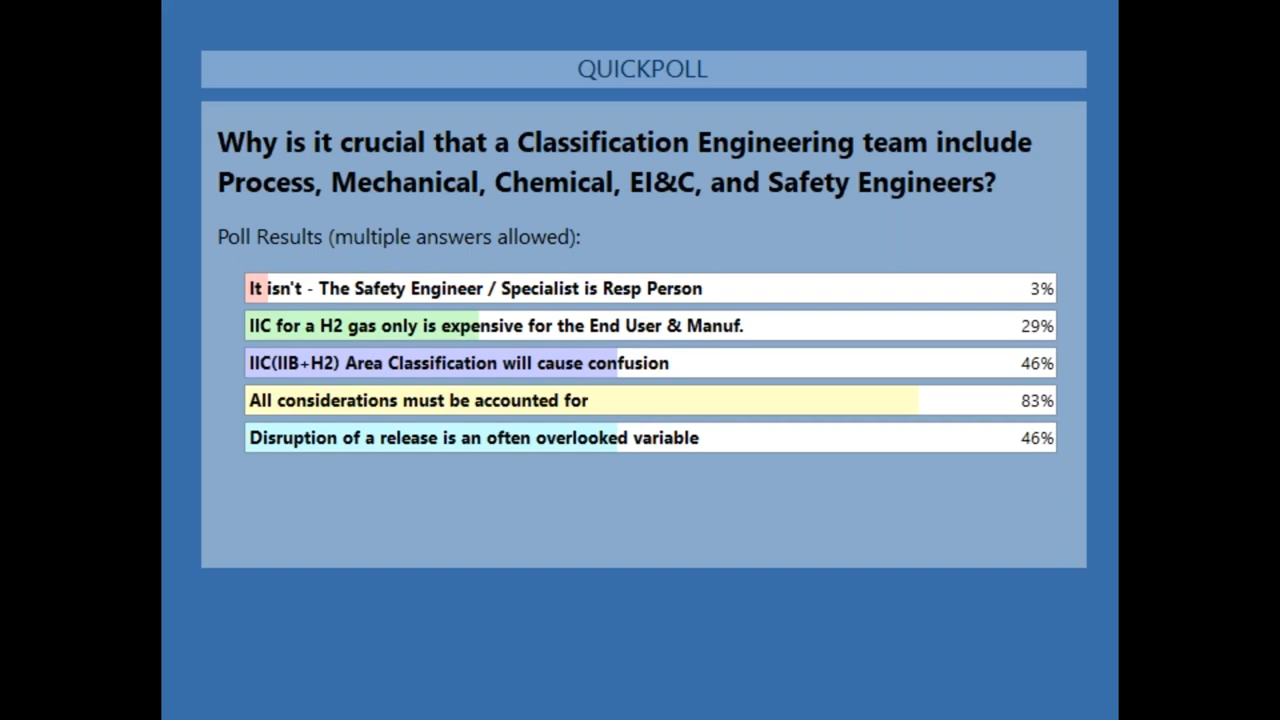 QUICKPOLL
Why is it crucial that a Classification Engineering team include
Process, Mechanical, Chemical, EI&C, and Safety Engineers?
Poll Results (multiple answers allowed):
It isn't - The Safety Engineer / Specialist is Resp Person 3%
IIC for a H2 gas only is expensive for the End User & Manuf. 29%
IIC(IIB+H2) Area Classification will cause confusion 46%
All considerations must be accounted for 83%
Disruption of a release is an often overlooked variable 46%